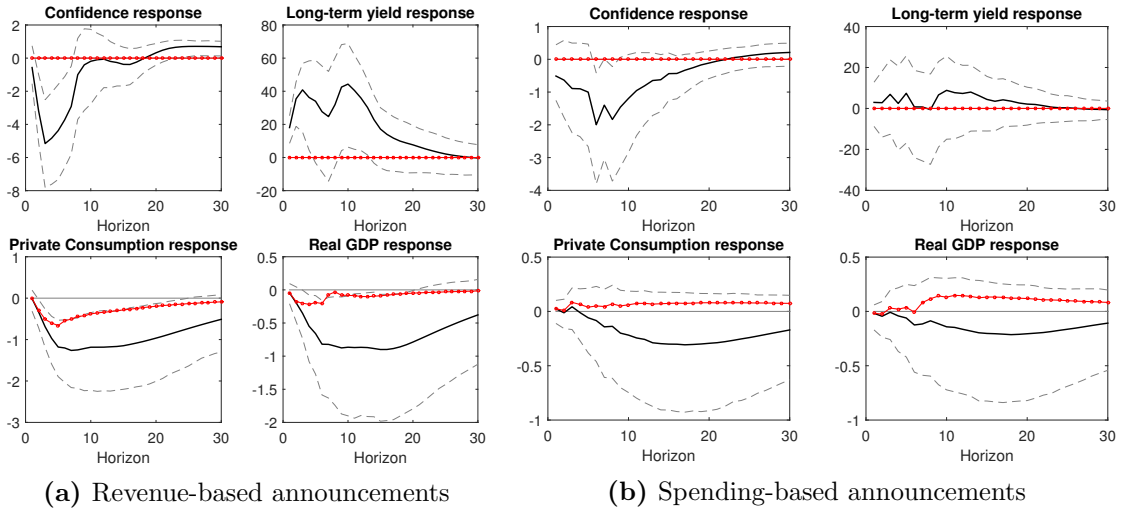 Confidence response
2
0
-2
-4
-6
-8
0 10 20 30
Long-term yield response
80
60
40
20
0
-20
0 10 20 30
Horizon
Confidence response
1
0
-1
-2
-3
-4
0 10 20 30
Horizon
Long-term yield response
40
20
0
-20
-40
0 10 20 30
Horizon
Private Consumption response
1
0
-1
-2
-3
0 10 20 30
Horizon
Real GDP response
0.5
0
-0.5
-1
-1.5
-2
0 10 20 30
Horizon
Private Consumption response
0.5
0
-0.5
-1
0 10 20 30
Horizon
Real GDP response
0.5
0
-0.5
-1
0 10 20 30
Horizon
(a) Revenue-based announcements
(b) Spending-based announcements